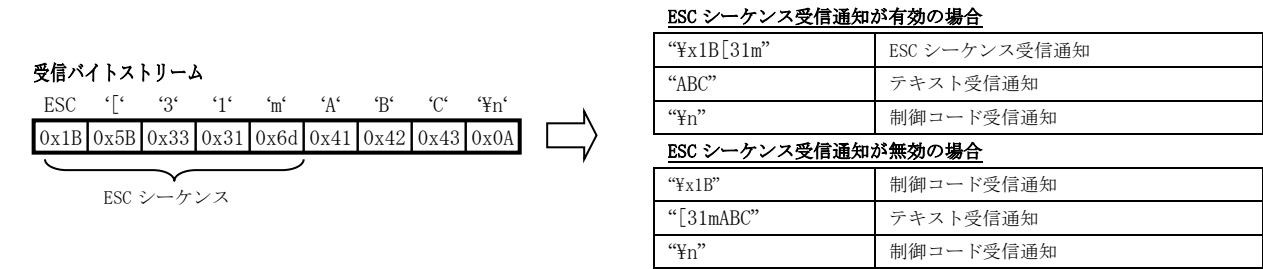 受信バイトストリーム
ESC ‘[‘ ‘3‘ ‘1‘ ‘m‘ ‘A‘ ‘B‘ ‘C‘ ‘¥n‘
0x1B 0x5B 0x33 0x31 0x6d 0x41 0x42 0x43 0x0A
ESC シーケンス
ESC シーケンス受信通知が有効の場合
“¥x1B[31m” ESC シーケンス受信通知
“ABC” テキスト受信通知
“¥n” 制御コード受信通知
ESC シーケンス受信通知が無効の場合
“¥x1B” 制御コード受信通知
“[31mABC” テキスト受信通知
“¥n” 制御コード受信通知